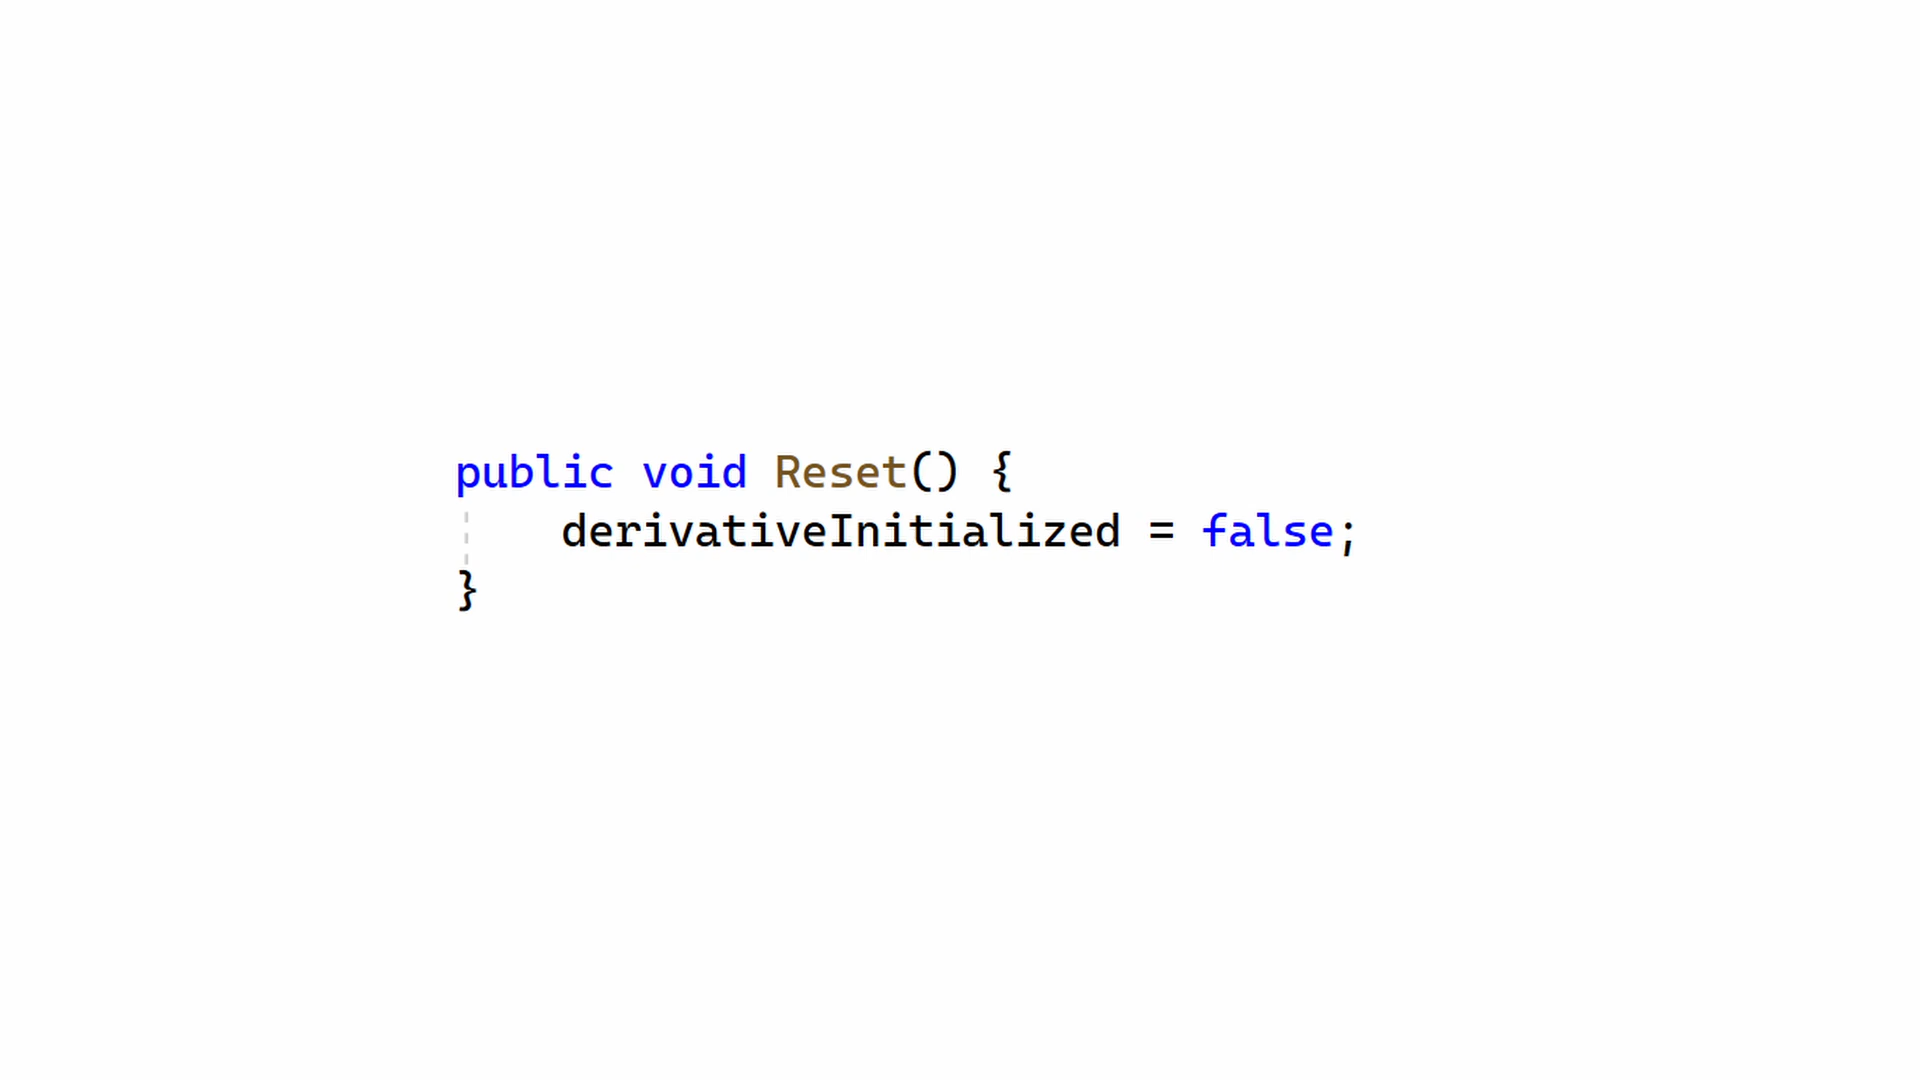 public void Reset() {
    derivativeInitialized = false;
}